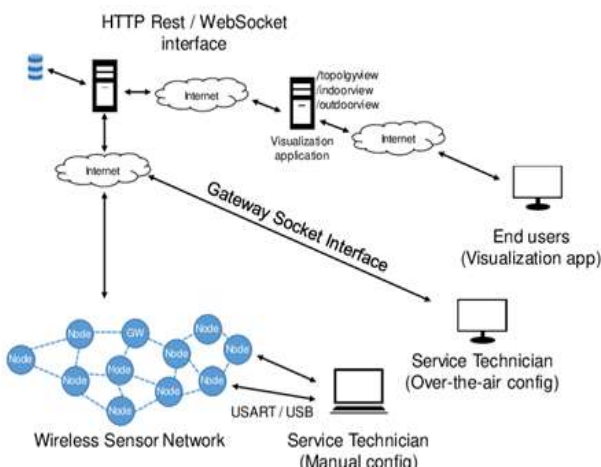 HTTP Rest / WebSocket
interface
Internet
/topolgyview
/indoorview
/outdoorview
Visualization
application
Internet
Internet
Gateway Socket Interface
End users
(Visualization app)
Node
Node
GW
Node
Node
Node
Node
Node
Node
Node
Node
Node
USART / USB
Service Technician
(Over-the-air config)
Wireless Sensor Network
Service Technician
(Manual config)